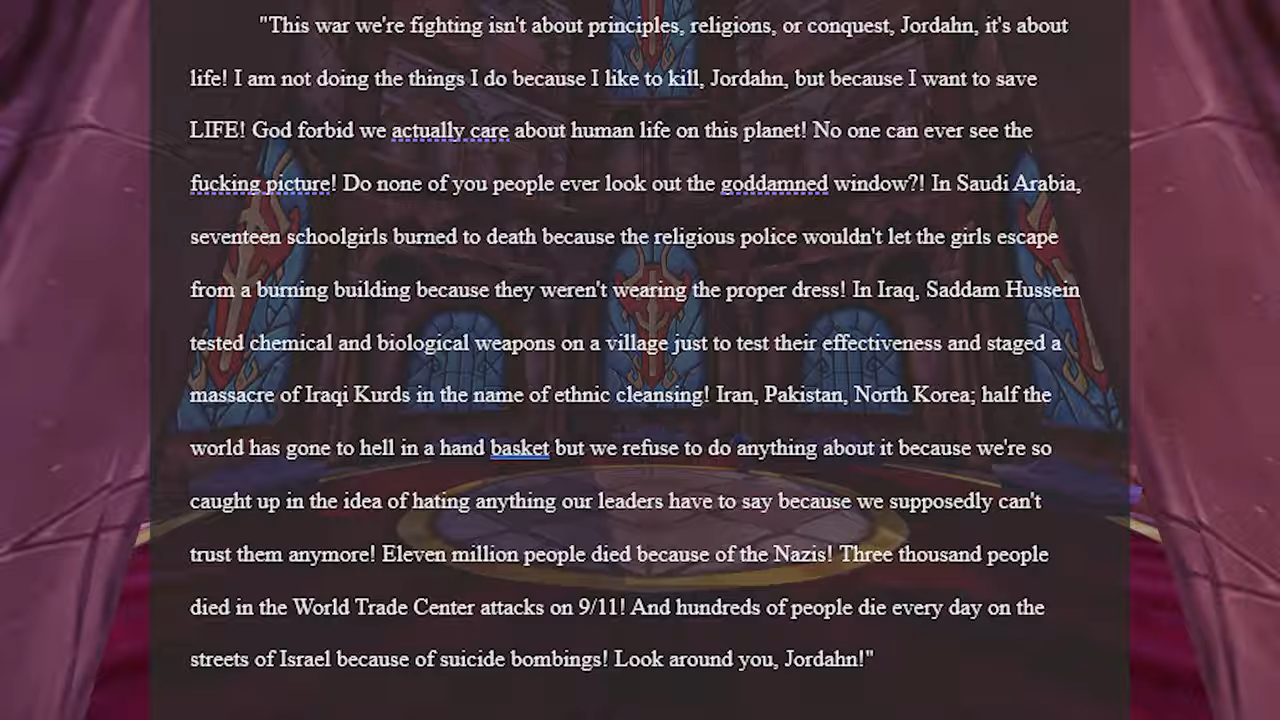 "This war we're fighting isn't about principles, religions, or conquest, Jordahn, it's about
life! I am not doing the things I do because I like to kill, Jordahn, but because I want to save
LIFE! God forbid we actually care about human life on this planet! No one can ever see the
fucking picture! Do none of you people ever look out the goddamned window?! In Saudi Arabia,
seventeen schoolgirls burned to death because the religious police wouldn't let the girls escape
from a burning building because they weren't wearing the proper dress! In Iraq, Saddam Hussein
tested chemical and biological weapons on a village just to test their effectiveness and staged a
massacre of Iraqi Kurds in the name of ethnic cleansing! Iran, Pakistan, North Korea; half the
world has gone to hell in a hand basket but we refuse to do anything about it because we're so
caught up in the idea of hating anything our leaders have to say because we supposedly can't
trust them anymore! Eleven million people died because of the Nazis! Three thousand people
died in the World Trade Center attacks on 9/11! And hundreds of people die every day on the
streets of Israel because of suicide bombings! Look around you, Jordahn!"